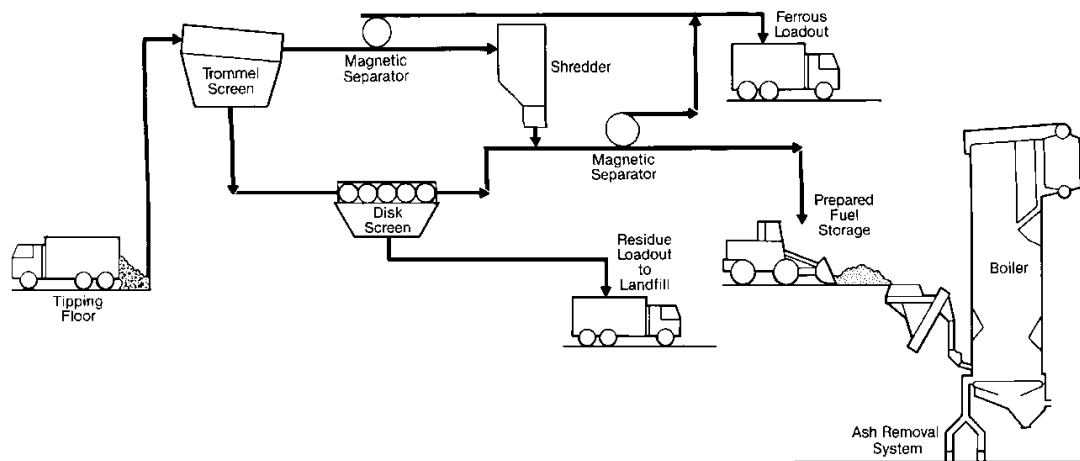 Ferrous
Loadout
Trommel
Screen
Magnetic
Separator
Shredder
Magnetic
Separator
Disk
Screen
Prepared
Fuel
Storage
Residue
Loadout
to
Landfill
Boiler
Tipping
Floor
Ash Removal
System